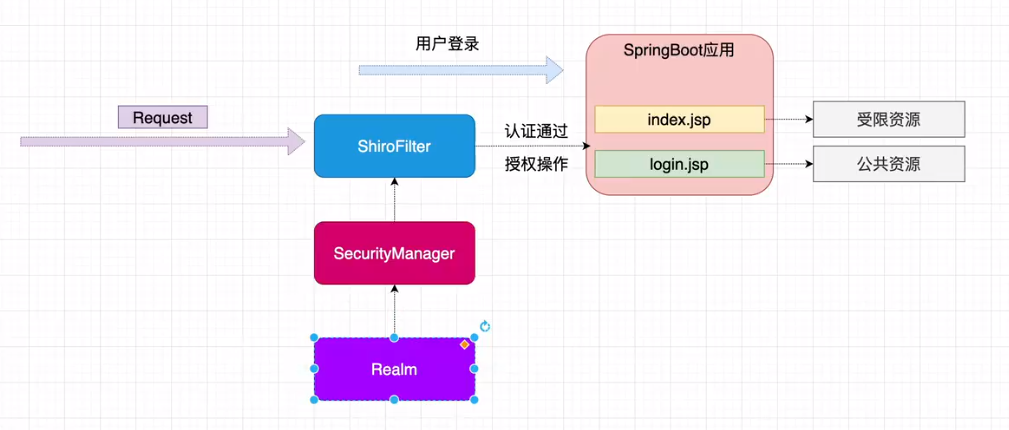 用户登录
SpringBoot应用
Request
index.jsp
受限资源
ShiroFilter
认证通过
授权操作
login.jsp
公共资源
SecurityManager
Realm